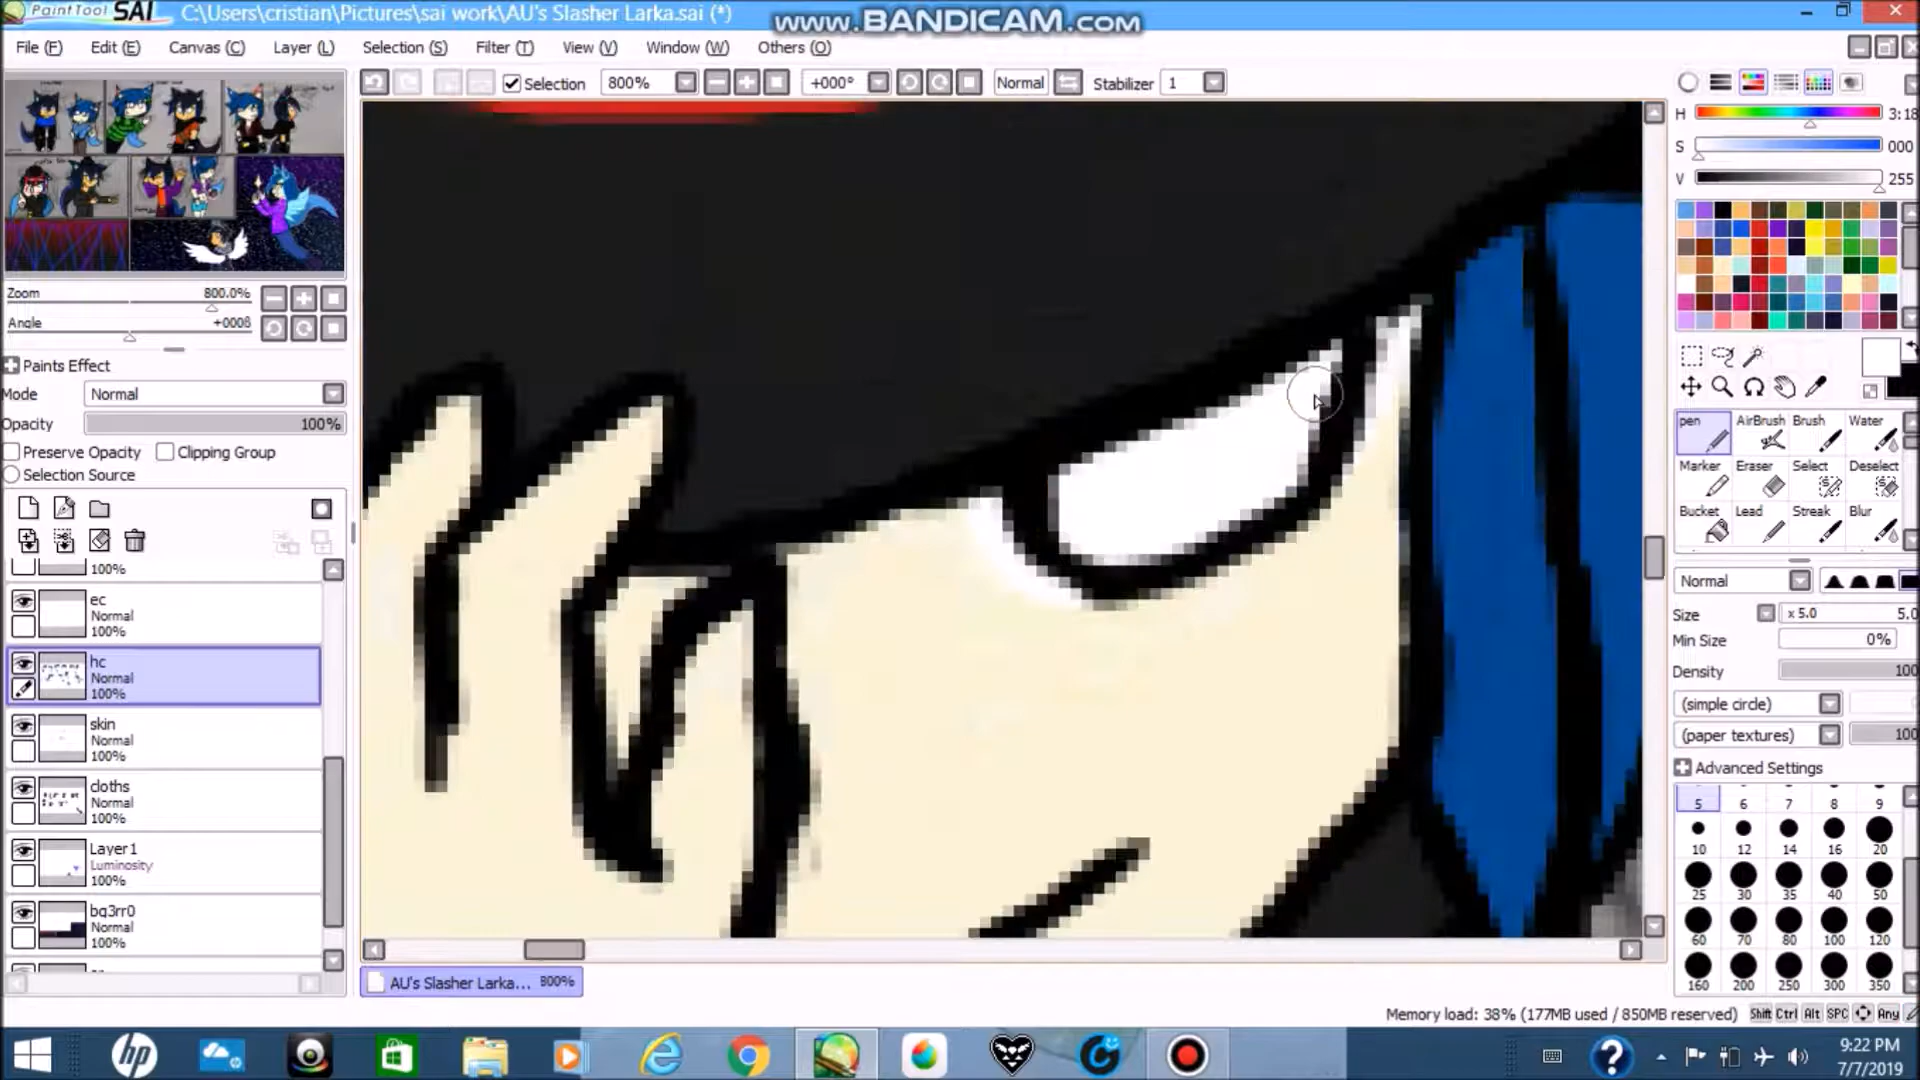 PaintTool SAI C:\Users\cristian\Pictures\sai work\AU's Slasher Larka.sai (*)
www.BANDICAM.com
File (F) Edit (E) Canvas (C) Layer (L) Selection (S) Filter (T) View (V) Window (W) Others (O)
Selection 800% +000° Normal Stabilizer 1
H 3:18
S 000
V 255
Zoom 800.0%
Angle
Paints Effect
Mode Normal
Opacity 100%
Preserve Opacity Clipping Group
Selection Source
100%
ec
Normal
100%
hc
Normal
100%
skin
Normal
100%
cloths
Normal
100%
Layer1
Luminosity
100%
bg3rr0
Normal
100%
pen AirBrush Brush Water
Marker Eraser Select Deselect
Bucket Lead Streak Blur
Normal
Size x 5.0 5.0
Min Size 0%
Density 100
(simple circle)
(paper textures) 100
Advanced Settings
5 6 7 8 9
10 12 14 16 20
25 30 35 40 50
60 70 80 100 120
160 200 250 300 350
AU's Slasher Larka... 800%
Memory load: 38% (177MB used / 850MB reserved) Shift Ctrl Alt SPC Any
hp
9:22 PM
7/7/2019